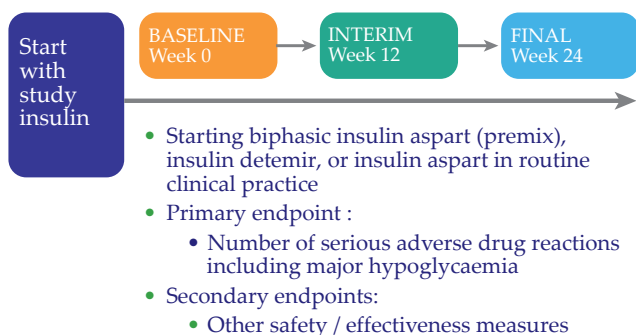 Start
with
study
insulin
BASELINE
Week 0
INTERIM
Week 12
FINAL
Week 24
• Starting biphasic insulin aspart (premix),
insulin detemir, or insulin aspart in routine
clinical practice
• Primary endpoint :
• Number of serious adverse drug reactions
including major hypoglycaemia
• Secondary endpoints:
• Other safety / effectiveness measures